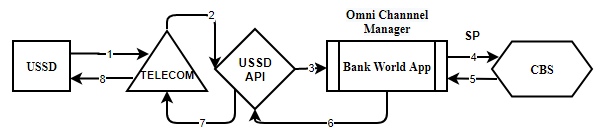 Omni Channnel
Manager
SP
1
2
3
4
5
6
7
8
USSD
TELECOM
USSD
API
Bank World App
CBS